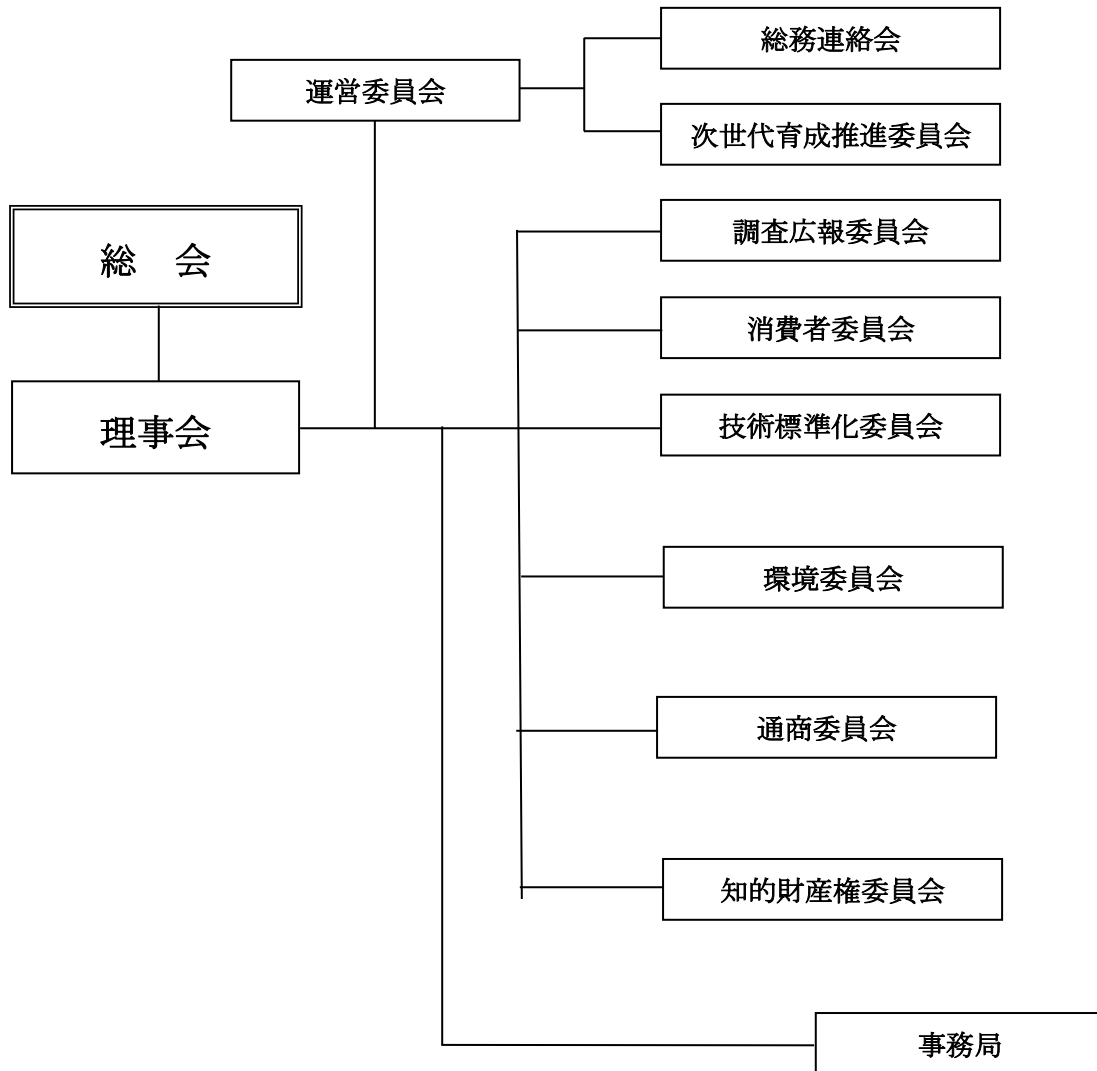 総務連絡会
運営委員会
次世代育成推進委員会
調査広報委員会
総　会
消費者委員会
理事会
技術標準化委員会
環境委員会
通商委員会
知的財産権委員会
事務局